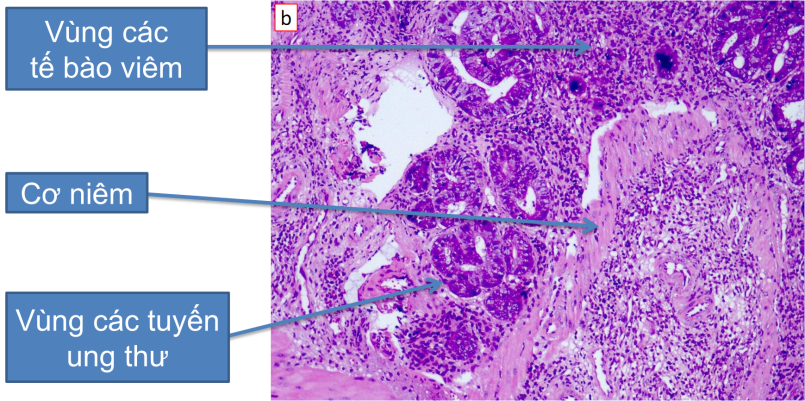 b
Vùng các
tế bào viêm
Cơ niêm
Vùng các tuyến
ung thư